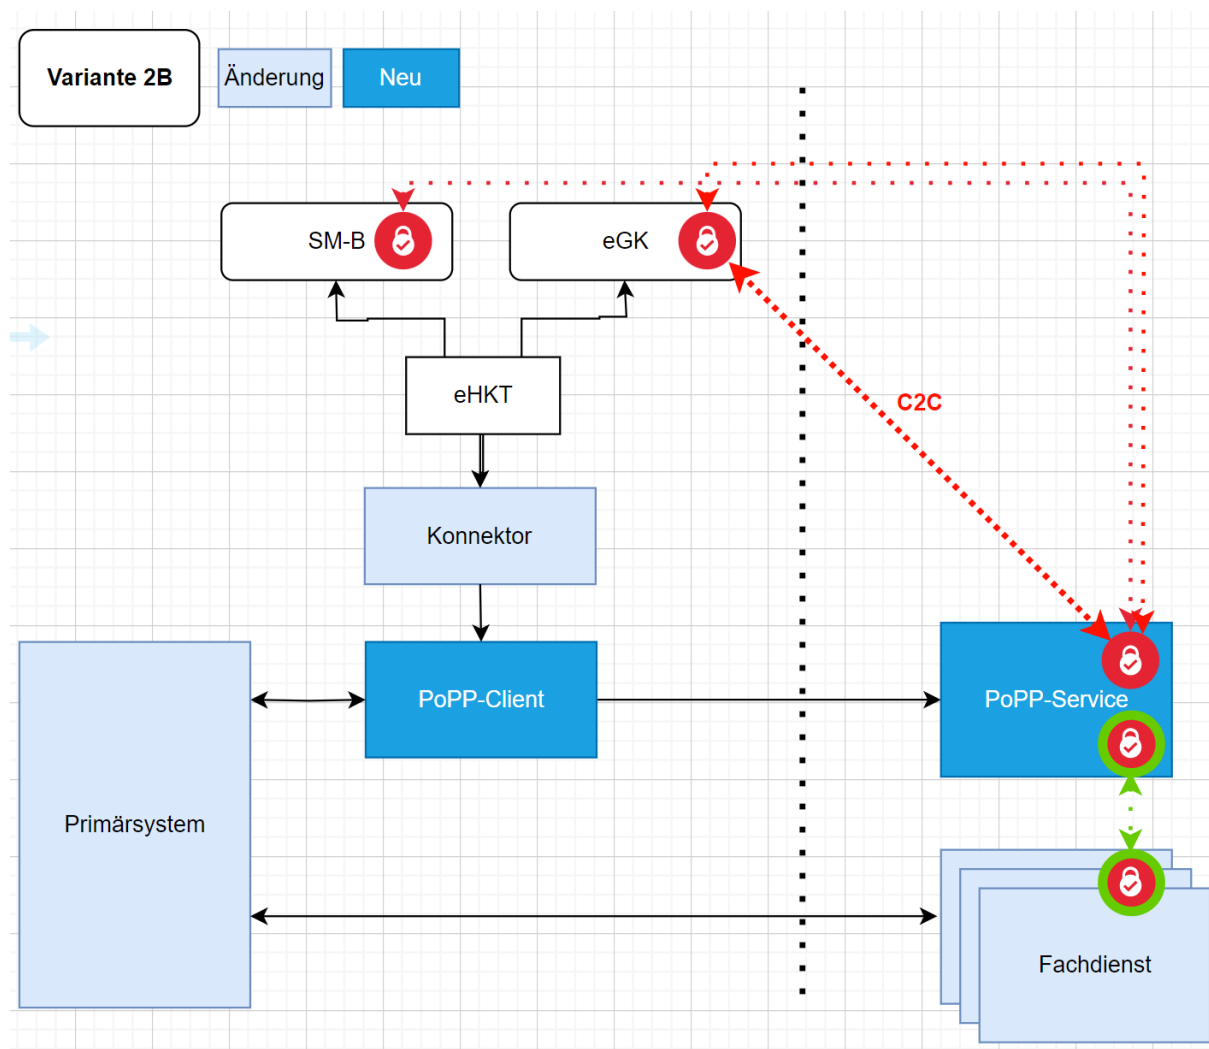 Variante 2B
Änderung
Neu
SM-B
eGK
eHKT
C2C
Konnektor
PoPP-Client
PoPP-Service
Primärsystem
Fachdienst